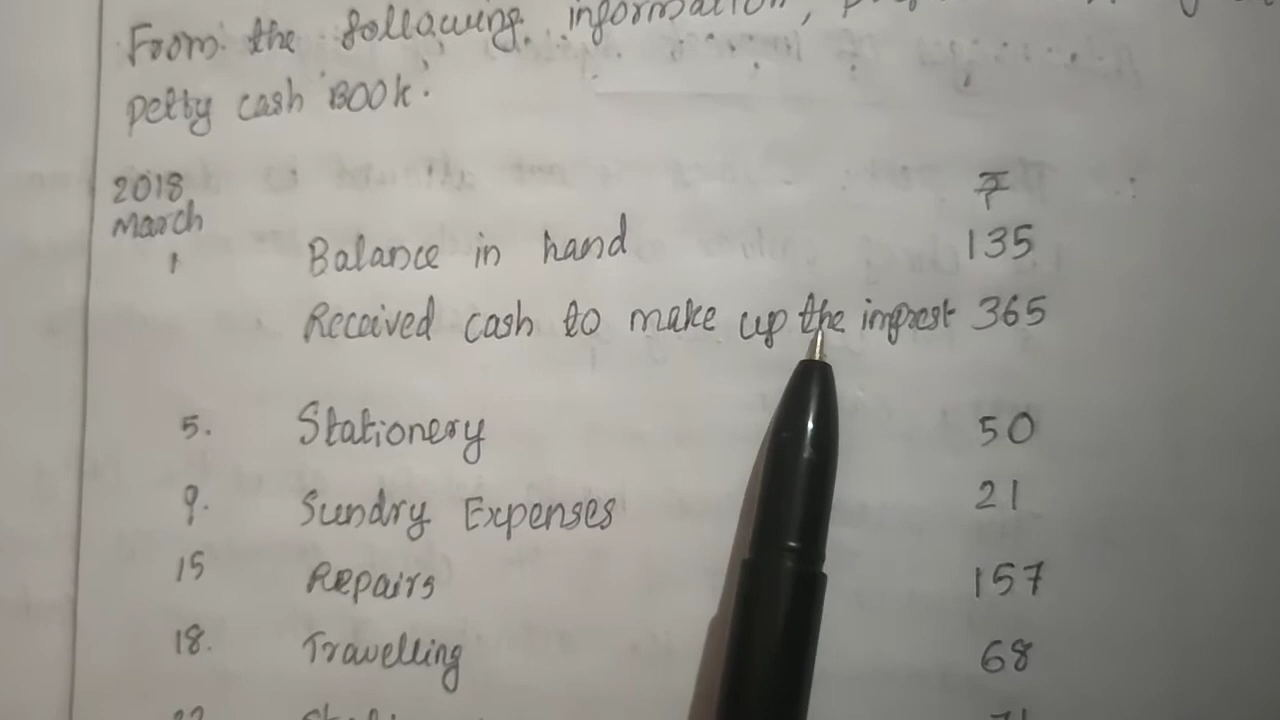 From the following information,
petty cash Book.
2018 ₹
March
1 Balance in hand 135
Received cash to make up the imprest 365
5. Stationery 50
9. Sundry Expenses 21
15 Repairs 157
18. Travelling 68